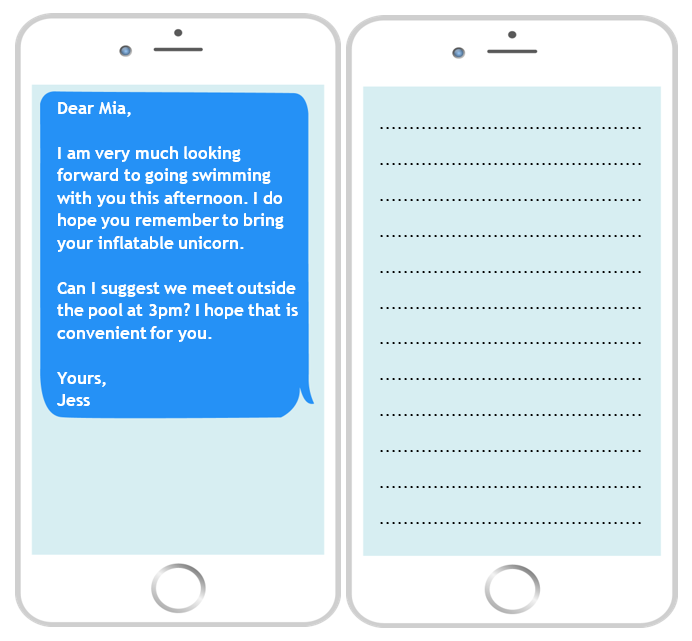 Dear Mia,
I am very much looking
forward to going swimming
with you this afternoon. I do
hope you remember to bring
your inflatable unicorn.
Can I suggest we meet outside
the pool at 3pm? I hope that is
convenient for you.
Yours,
Jess